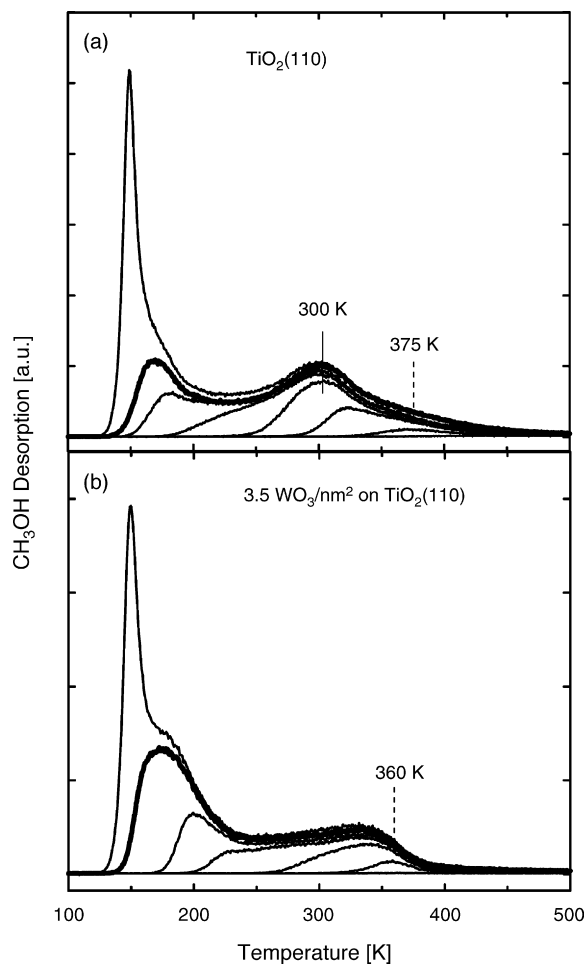 (a)
TiO₂(110)
300 K
375 K
CH₃OH Desorption [a.u.]
(b)
3.5 WO₃/nm² on TiO₂(110)
360 K
100 200 300 400 500
Temperature [K]